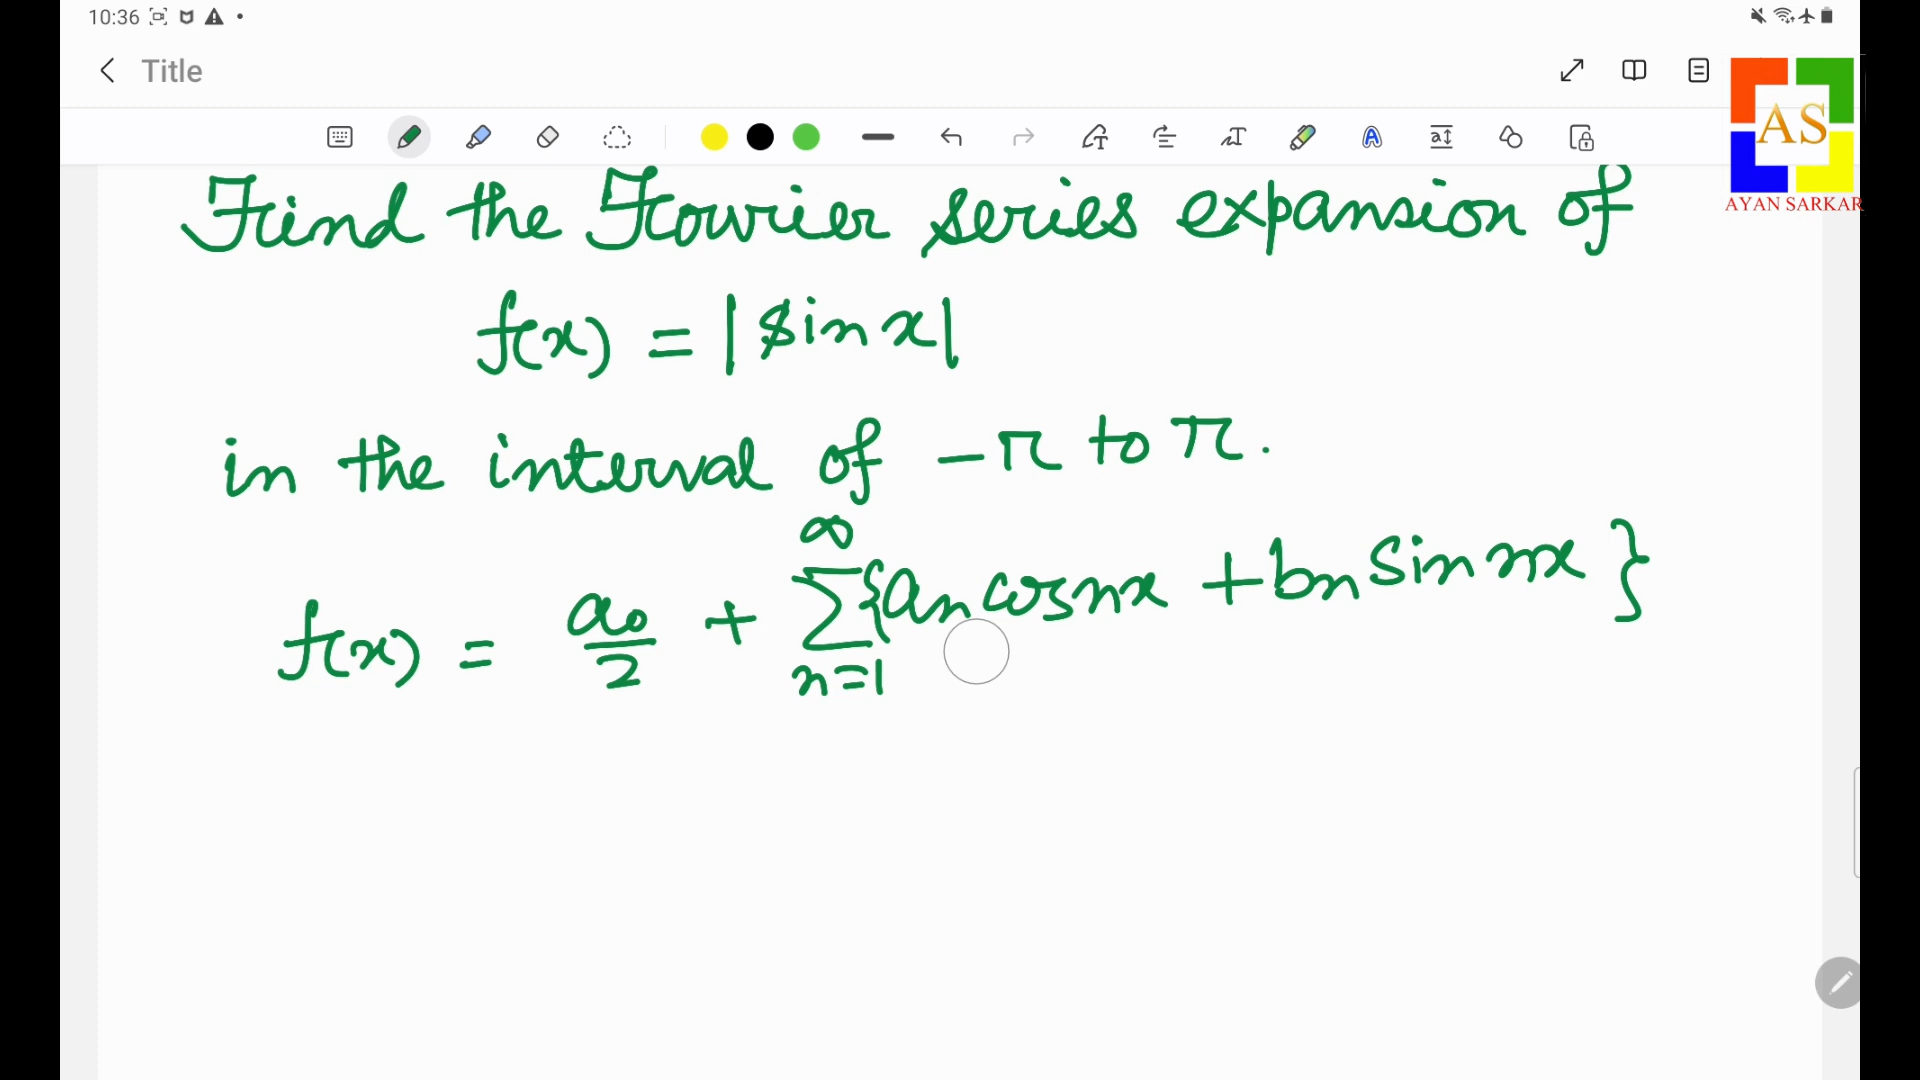 10:36
Title
AS
AYAN SARKAR
Find the Fourier series expansion of
f(x) = |sin x|
in the interval of -π to π.
f(x) = a₀/2 + ∑_{n=1}^{∞} {an cos nx + bn sin nx}